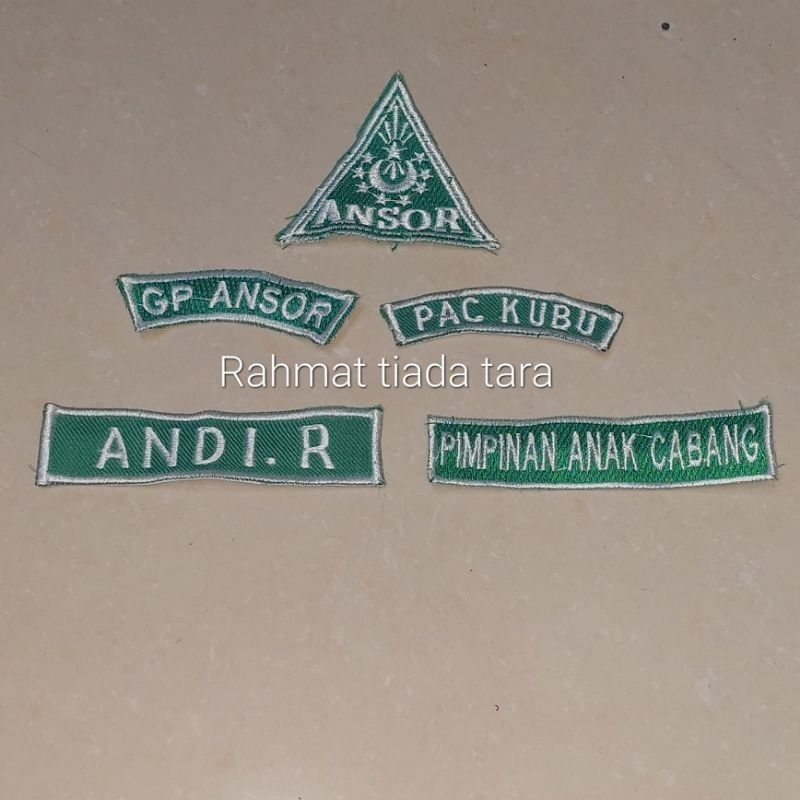 ANSOR
GP ANSOR
PAC KUBU
Rahmat tiada tara
ANDI. R
PIMPINAN ANAK CABANG